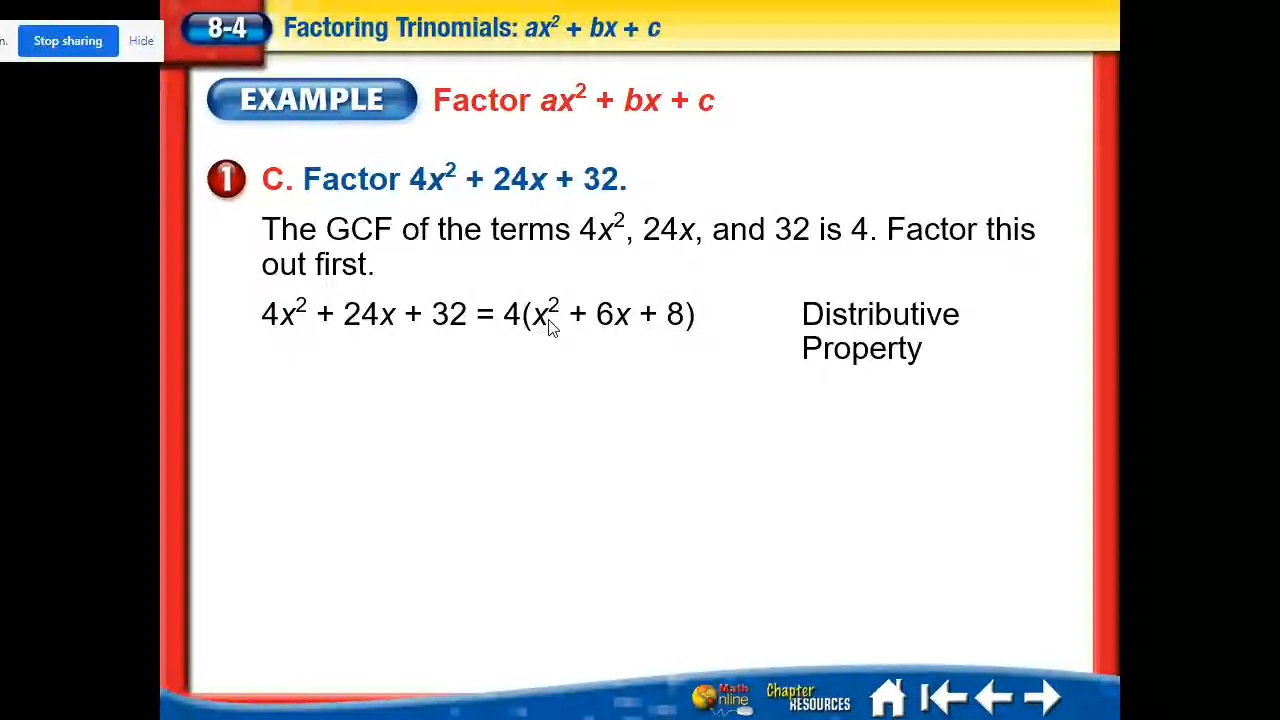 n.
Stop sharing
Hide
8-4
Factoring Trinomials: ax² + bx + c
EXAMPLE
Factor ax² + bx + c
1
C. Factor 4x² + 24x + 32.
The GCF of the terms 4x², 24x, and 32 is 4. Factor this
out first.
4x² + 24x + 32 = 4(x² + 6x + 8)
Distributive
Property
Math
Online
Chapter
RESOURCES